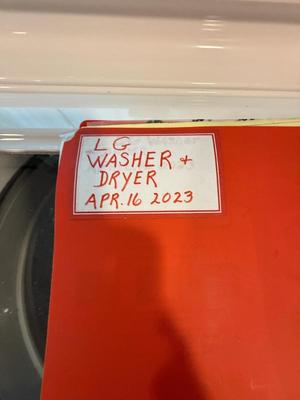 LG
WASHER +
DRYER
APR. 16 2023